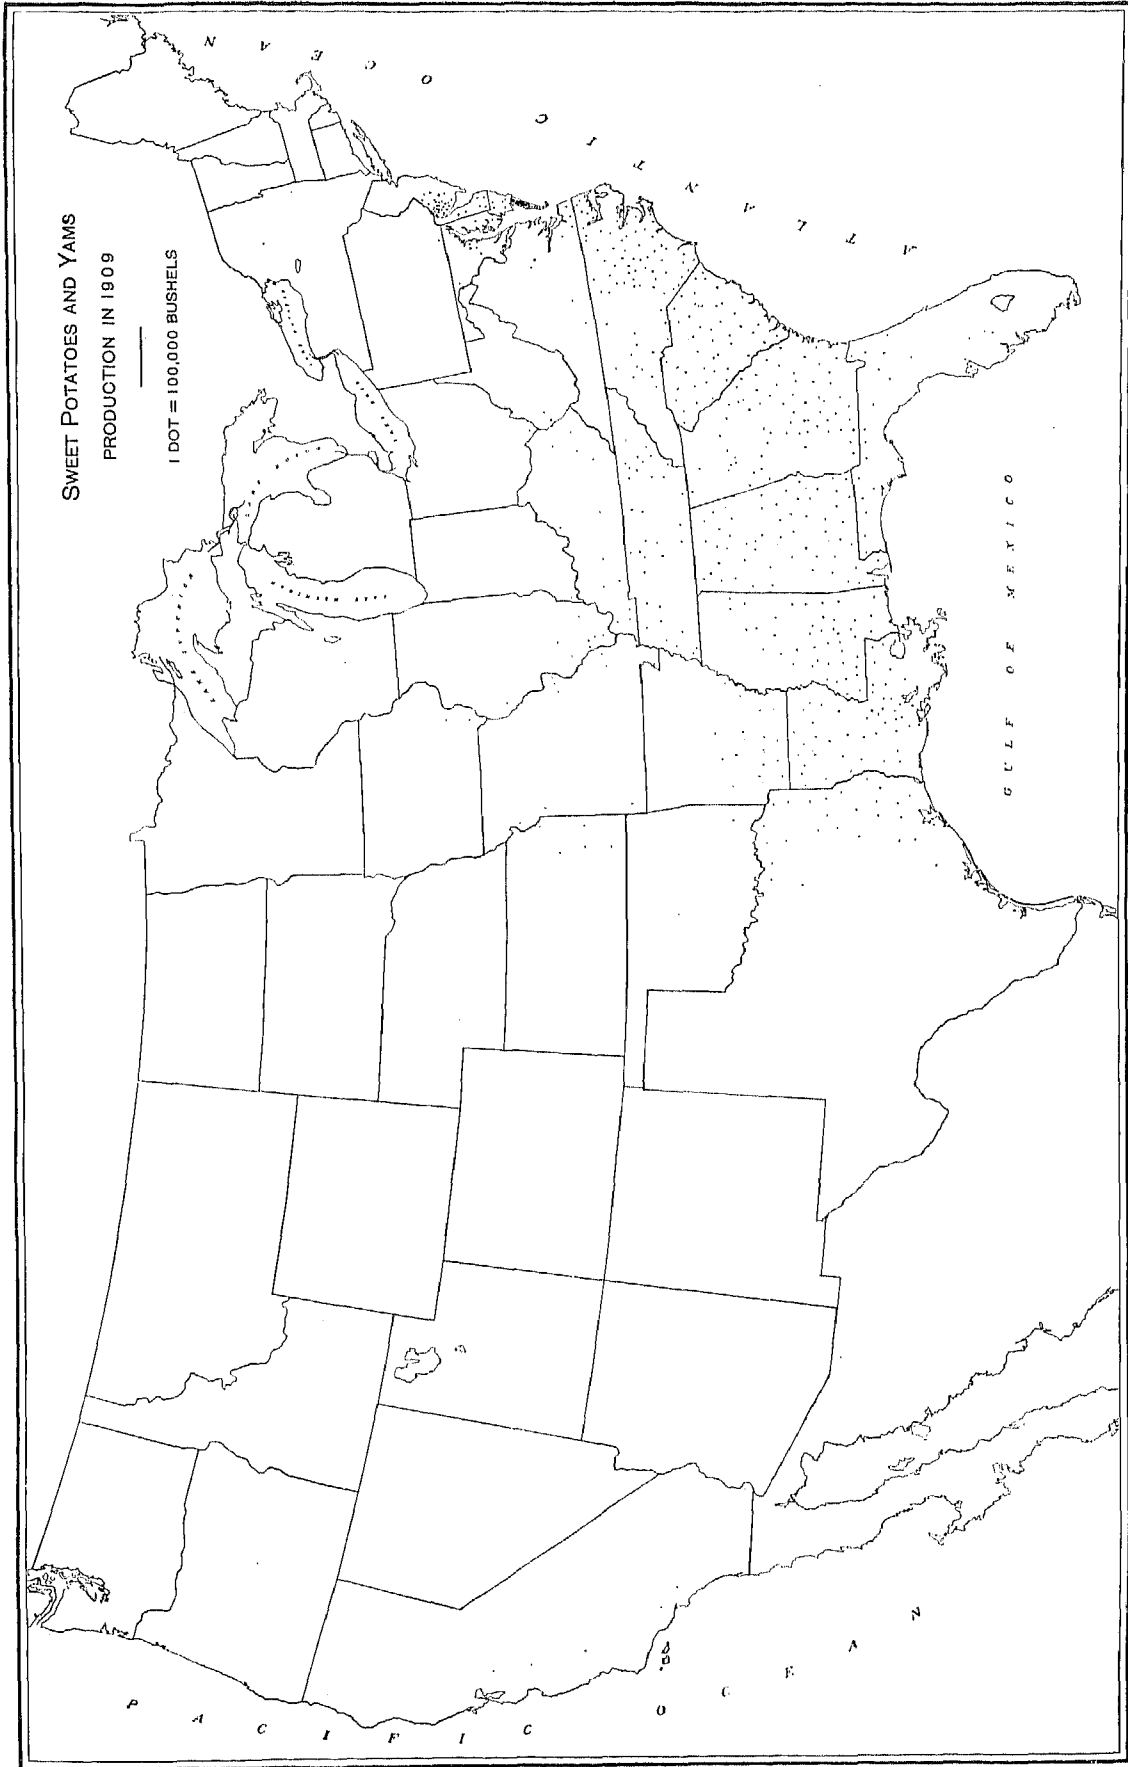 SWEET POTATOES AND YAMS
PRODUCTION IN 1909
1 DOT = 100,000 BUSHELS
PACIFIC OCEAN
ATLANTIC OCEAN
GULF OF MEXICO